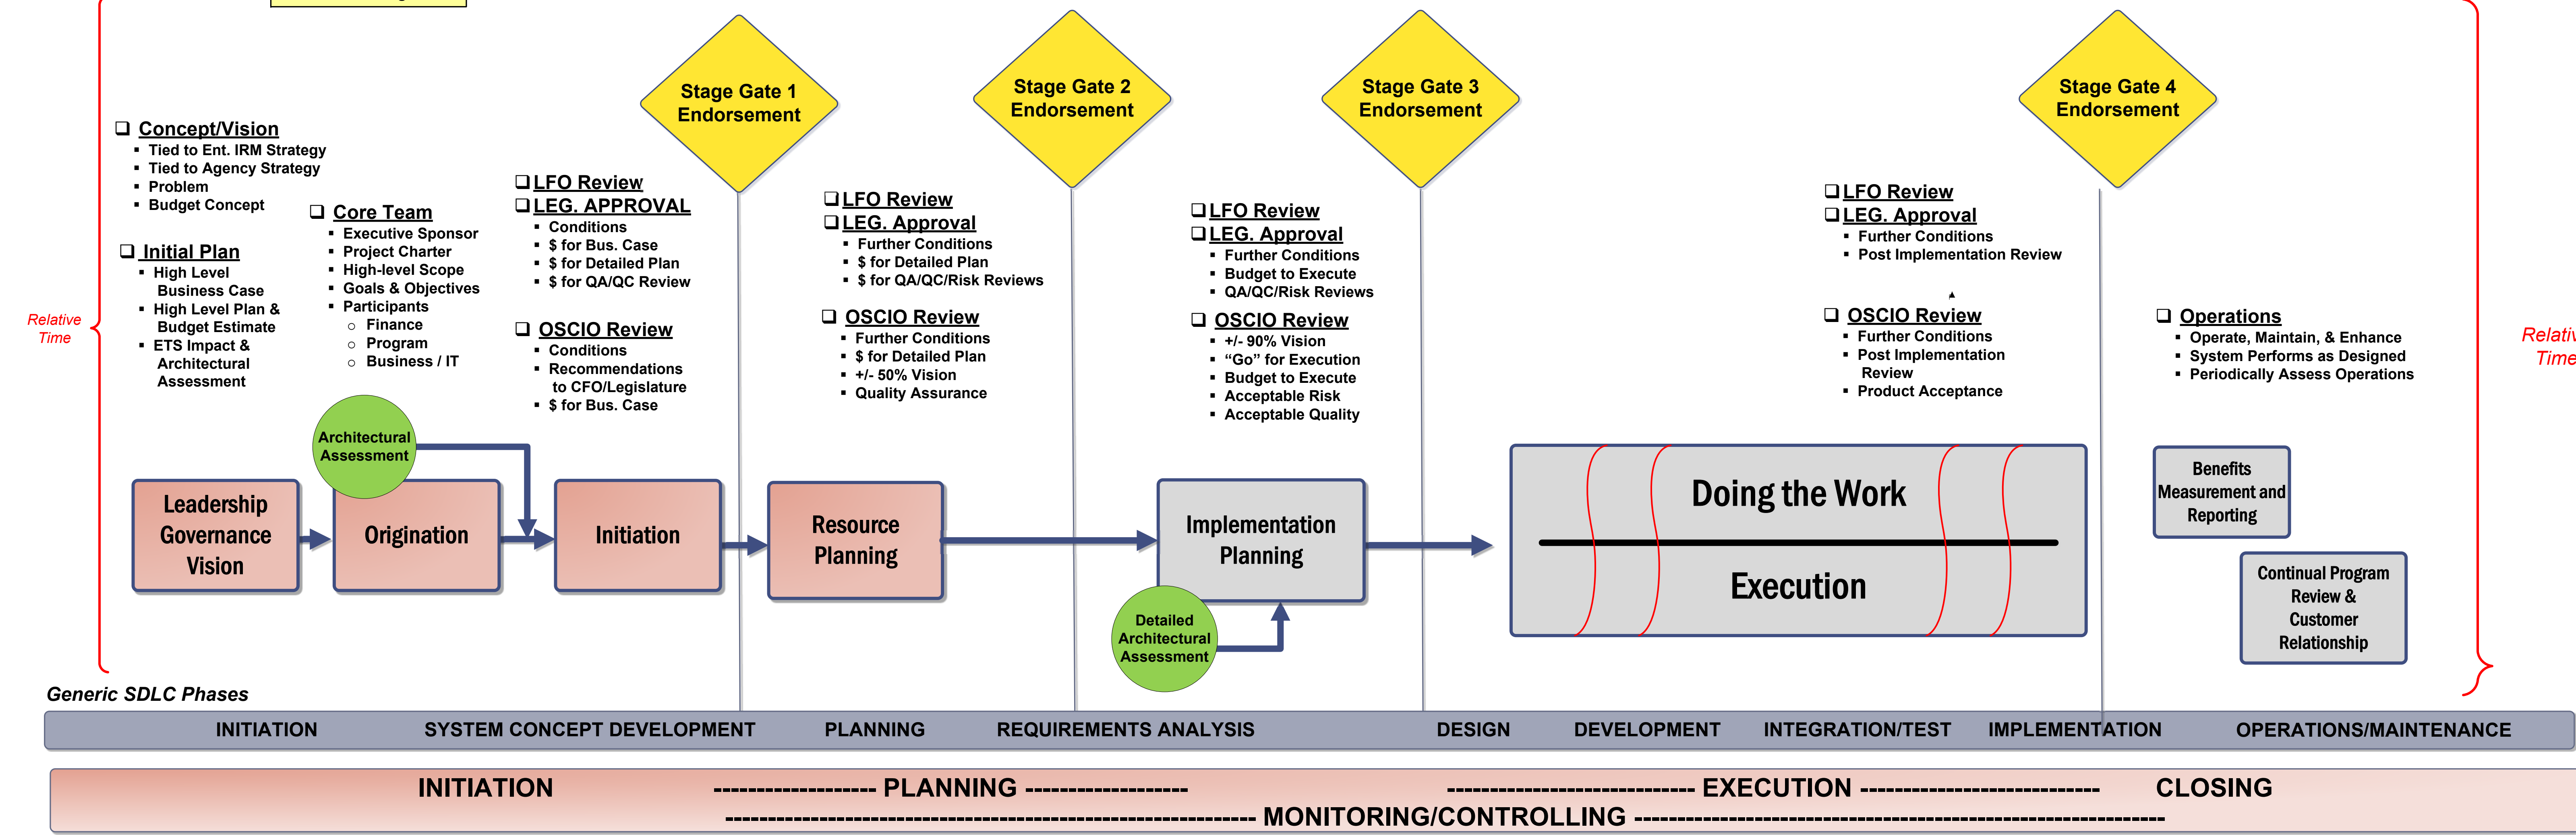 Stage Gate 1
Endorsement
Stage Gate 2
Endorsement
Stage Gate 3
Endorsement
Stage Gate 4
Endorsement
Relative
Time
❑ Concept/Vision
▪ Tied to Ent. IRM Strategy
▪ Tied to Agency Strategy
▪ Problem
▪ Budget Concept
❑ Initial Plan
▪ High Level
Business Case
▪ High Level Plan &
Budget Estimate
▪ ETS Impact &
Architectural
Assessment
❑ Core Team
▪ Executive Sponsor
▪ Project Charter
▪ High-level Scope
▪ Goals & Objectives
▪ Participants
o Finance
o Program
o Business / IT
❑ LFO Review
❑ LEG. APPROVAL
▪ Conditions
▪ $ for Bus. Case
▪ $ for Detailed Plan
▪ $ for QA/QC Review
❑ OSCIO Review
▪ Conditions
▪ Recommendations
to CFO/Legislature
▪ $ for Bus. Case
❑ LFO Review
❑ LEG. Approval
▪ Further Conditions
▪ $ for Detailed Plan
▪ $ for QA/QC/Risk Reviews
❑ OSCIO Review
▪ Further Conditions
▪ $ for Detailed Plan
▪ +/- 50% Vision
▪ Quality Assurance
❑ LFO Review
❑ LEG. Approval
▪ Further Conditions
▪ Budget to Execute
▪ QA/QC/Risk Reviews
❑ OSCIO Review
▪ +/- 90% Vision
▪ “Go” for Execution
▪ Budget to Execute
▪ Acceptable Risk
▪ Acceptable Quality
❑ LFO Review
❑ LEG. Approval
▪ Further Conditions
▪ Post Implementation Review
❑ OSCIO Review
▪ Further Conditions
▪ Post Implementation
Review
▪ Product Acceptance
❑ Operations
▪ Operate, Maintain, & Enhance
▪ System Performs as Designed
▪ Periodically Assess Operations
Time
Architectural
Assessment
Leadership
Governance
Vision
Origination
Initiation
Resource
Planning
Implementation
Planning
Detailed
Architectural
Assessment
Doing the Work
Execution
Benefits
Measurement and
Reporting
Continual Program
Review &
Customer
Relationship
Generic SDLC Phases
INITIATION SYSTEM CONCEPT DEVELOPMENT PLANNING REQUIREMENTS ANALYSIS DESIGN DEVELOPMENT INTEGRATION/TEST IMPLEMENTATION OPERATIONS/MAINTENANCE
INITIATION ------------------- PLANNING ------------------- ----------------------------- EXECUTION ---------------------------- CLOSING
-------------------------------------------------------------- MONITORING/CONTROLLING --------------------------------------------------------------